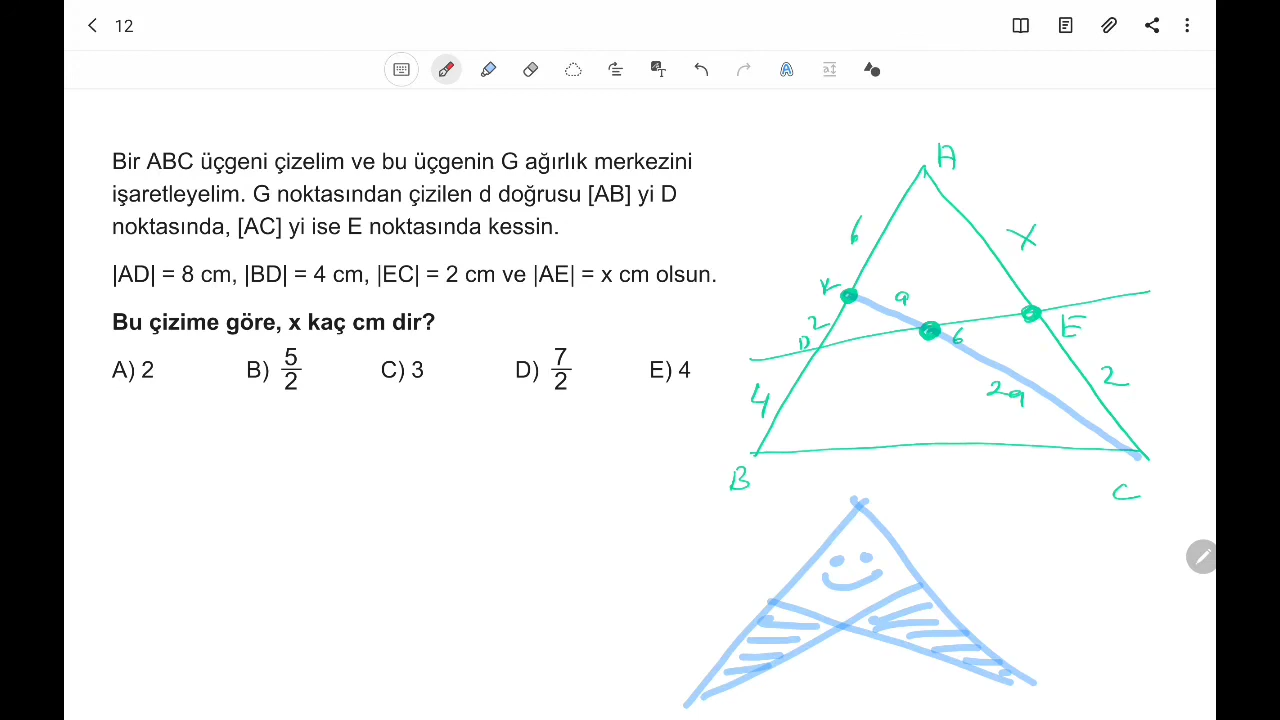 12
Bir ABC üçgeni çizelim ve bu üçgenin G ağırlık merkezini
işaretleyelim. G noktasından çizilen d doğrusu [AB] yi D
noktasında, [AC] yi ise E noktasında kessin.
|AD| = 8 cm, |BD| = 4 cm, |EC| = 2 cm ve |AE| = x cm olsun.
Bu çizime göre, x kaç cm dir?
A) 2 B) 5/2 C) 3 D) 7/2 E) 4
A
6 x
K a
2 D 6 E
4 2a 2
B C